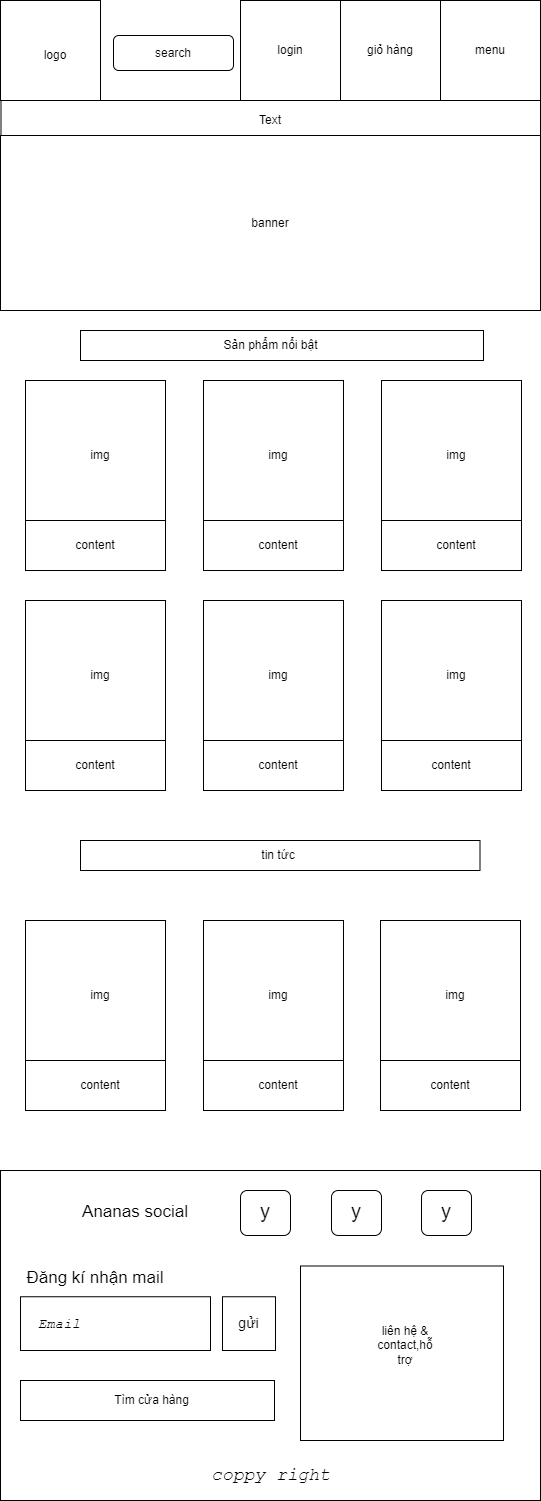 logo
search
login
giỏ hàng
menu
Text
banner
Sản phẩm nổi bật
img
img
img
content
content
content
img
img
img
content
content
content
tin tức
img
img
img
content
content
content
Ananas social
y
y
y
Đăng kí nhận mail
Email
gửi
liên hệ &
contact,hỗ
trợ
Tìm cửa hàng
coppy right